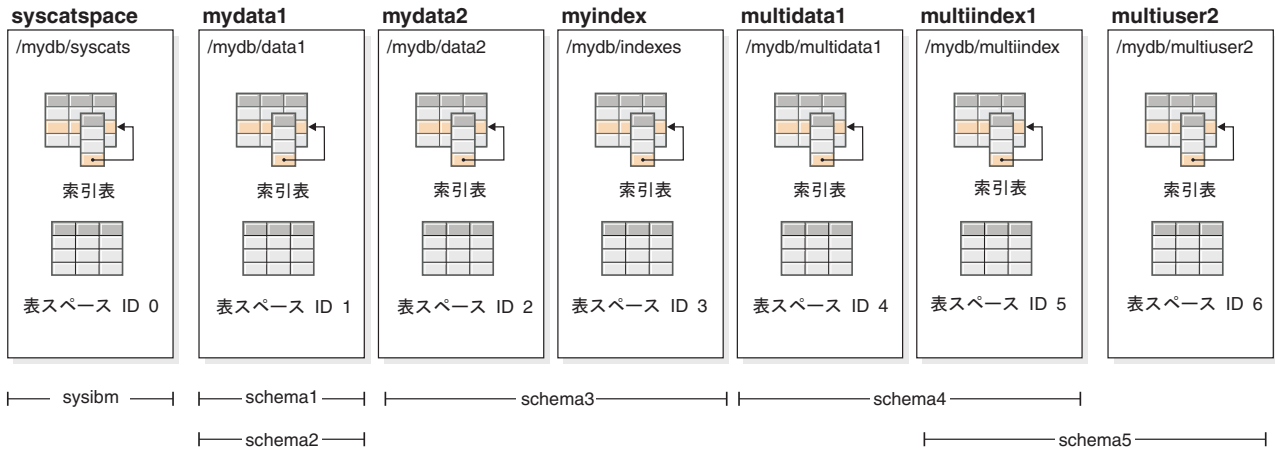 syscatspace
mydata1
mydata2
myindex
multidata1
multiindex1
multiuser2
/mydb/syscats
/mydb/data1
/mydb/data2
/mydb/indexes
/mydb/multidata1
/mydb/multiindex
/mydb/multiuser2
索引表
索引表
索引表
索引表
索引表
索引表
索引表
表スペース ID 0
表スペース ID 1
表スペース ID 2
表スペース ID 3
表スペース ID 4
表スペース ID 5
表スペース ID 6
sysibm
schema1
schema3
schema4
schema2
schema5